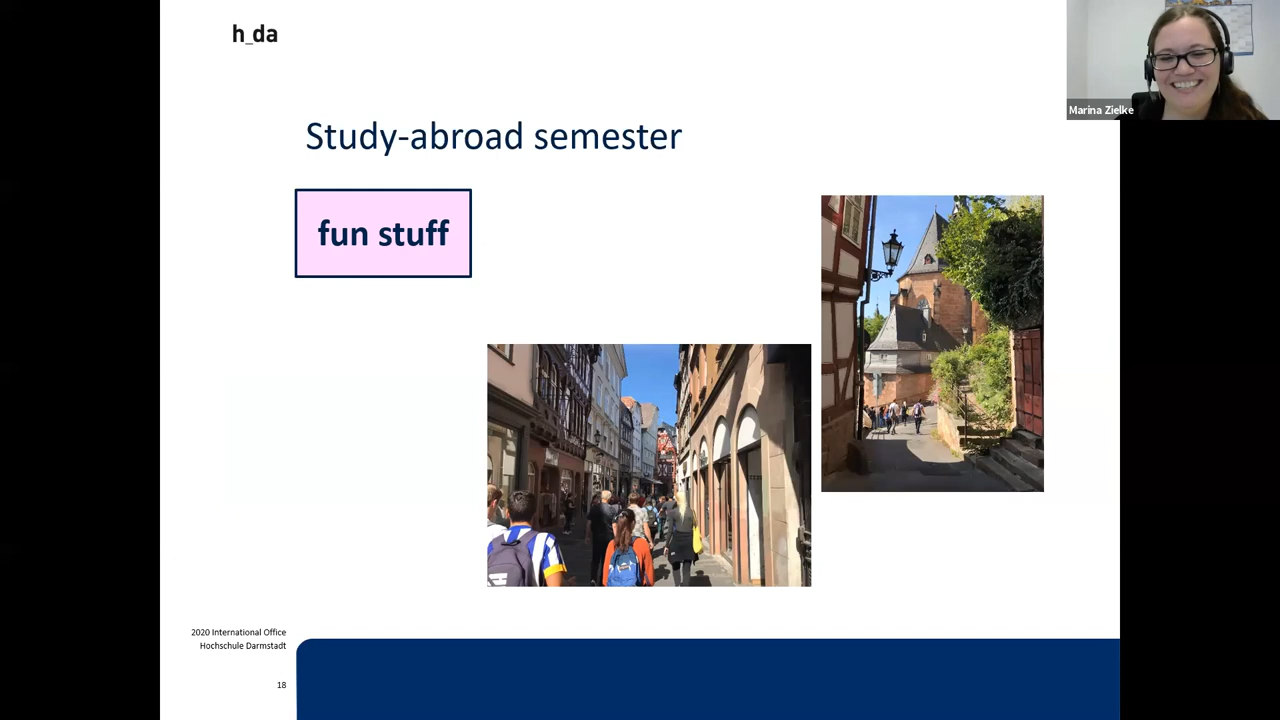 h_da
Marina Zielke
Study-abroad semester
fun stuff
2020 International Office
Hochschule Darmstadt
18